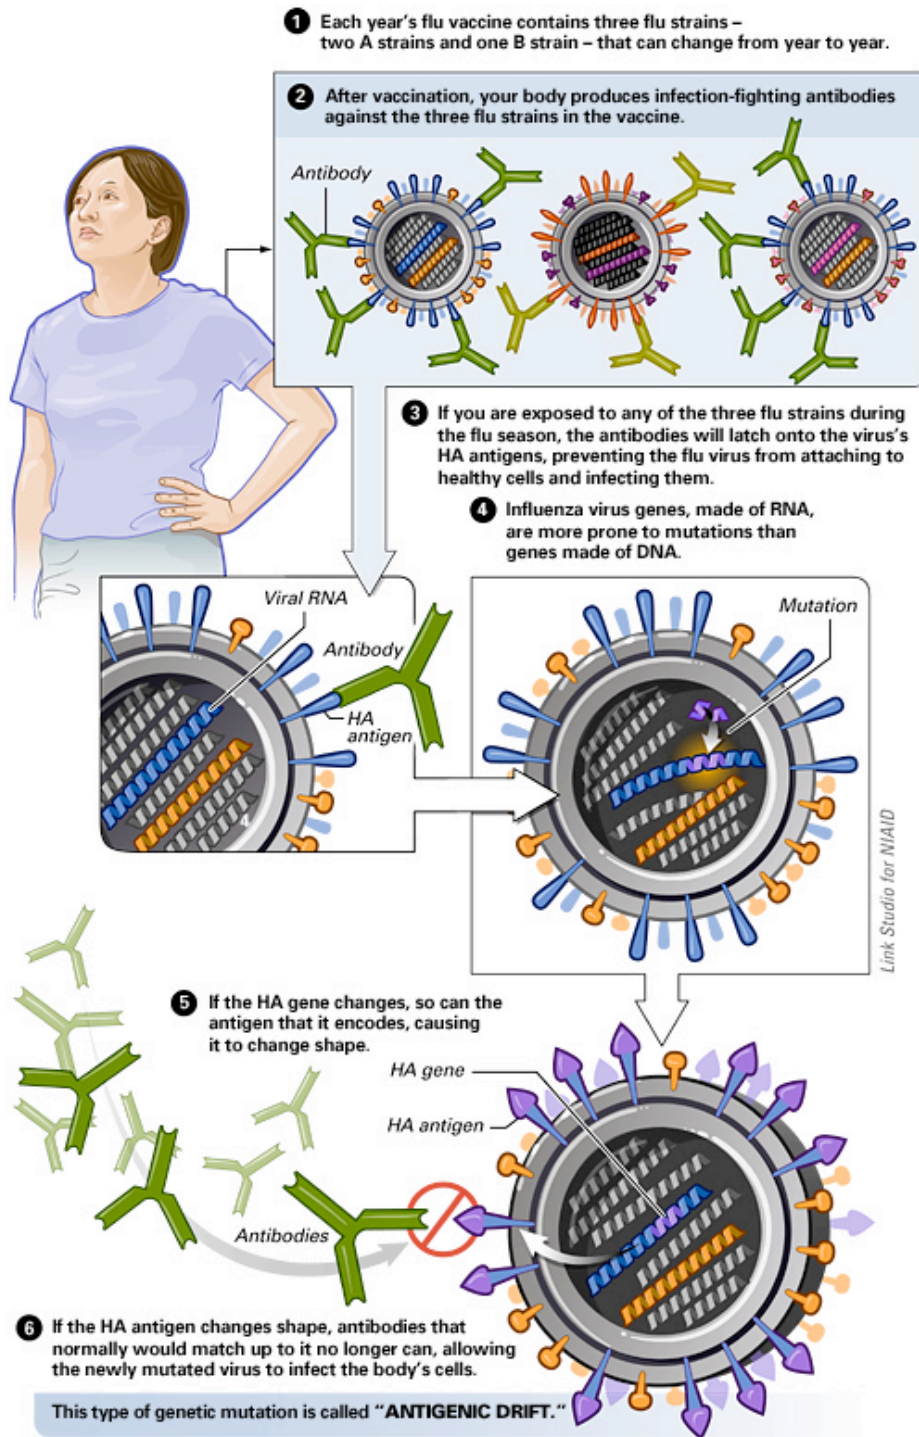 1 Each year's flu vaccine contains three flu strains –
two A strains and one B strain – that can change from year to year.
2 After vaccination, your body produces infection-fighting antibodies
against the three flu strains in the vaccine.
Antibody
3 If you are exposed to any of the three flu strains during
the flu season, the antibodies will latch onto the virus's
HA antigens, preventing the flu virus from attaching to
healthy cells and infecting them.
4 Influenza virus genes, made of RNA,
are more prone to mutations than
genes made of DNA.
Viral RNA
Antibody
HA
antigen
4
Mutation
Link Studio for NIAID
5 If the HA gene changes, so can the
antigen that it encodes, causing
it to change shape.
HA gene
HA antigen
Antibodies
6 If the HA antigen changes shape, antibodies that
normally would match up to it no longer can, allowing
the newly mutated virus to infect the body's cells.
This type of genetic mutation is called "ANTIGENIC DRIFT."